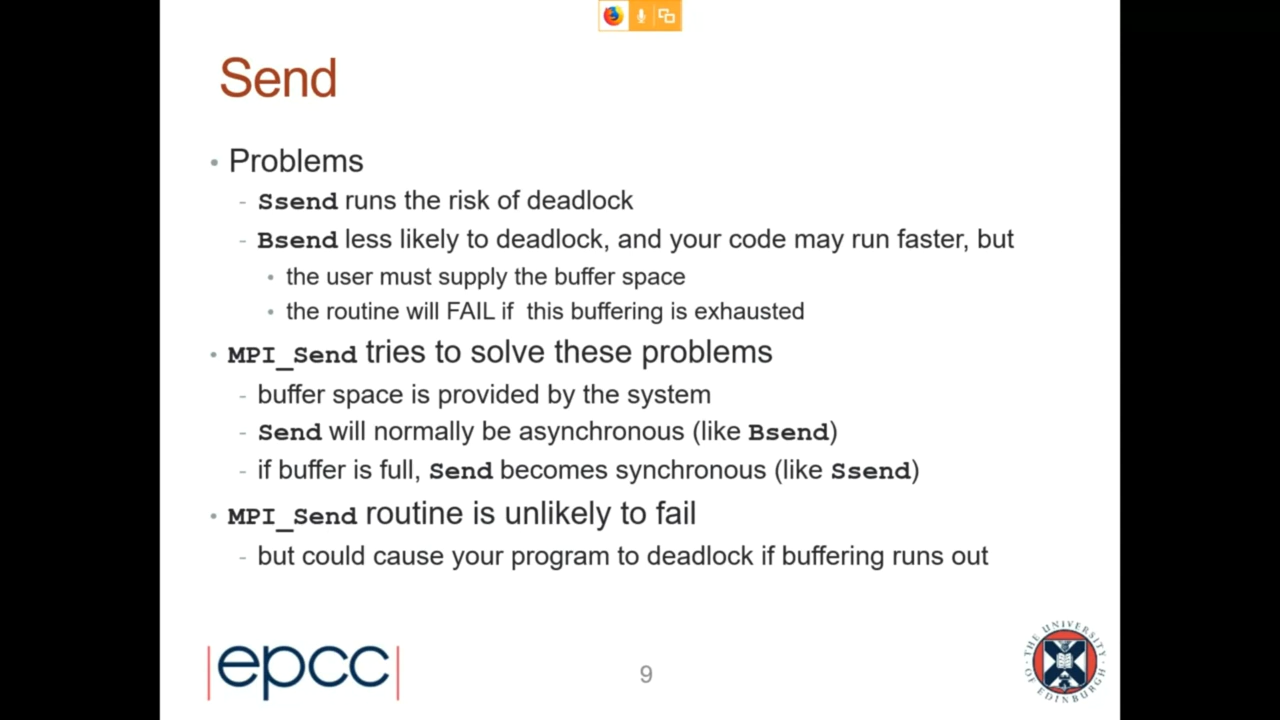 Send
• Problems
- Ssend runs the risk of deadlock
- Bsend less likely to deadlock, and your code may run faster, but
• the user must supply the buffer space
• the routine will FAIL if this buffering is exhausted
• MPI_Send tries to solve these problems
- buffer space is provided by the system
- Send will normally be asynchronous (like Bsend)
- if buffer is full, Send becomes synchronous (like Ssend)
• MPI_Send routine is unlikely to fail
- but could cause your program to deadlock if buffering runs out
epcc
9
THE UNIVERSITY OF EDINBURGH